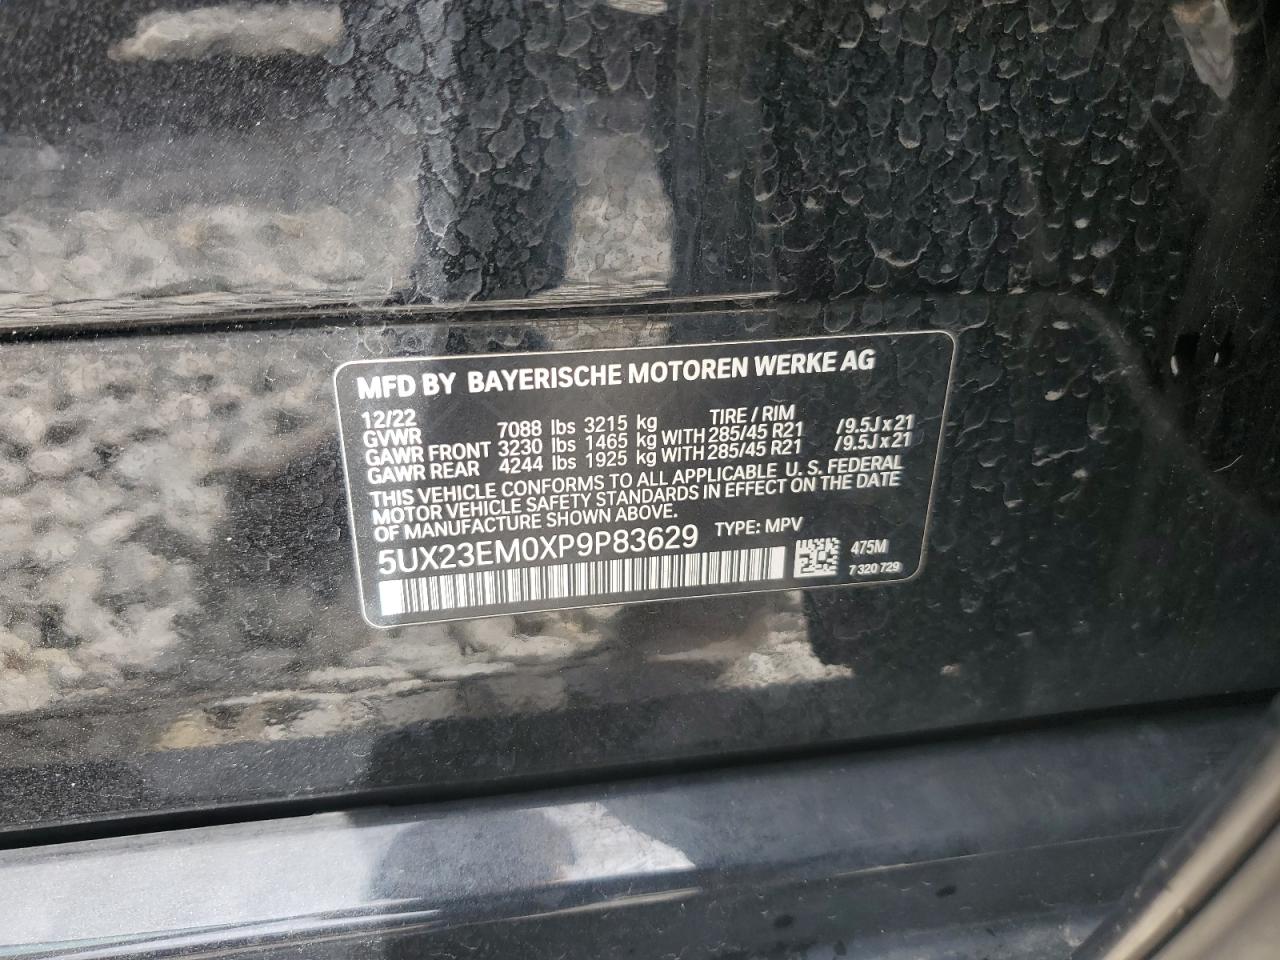 MFD BY BAYERISCHE MOTOREN WERKE AG
12/22 TIRE / RIM
GVWR 7088 lbs 3215 kg
GAWR FRONT 3230 lbs 1465 kg WITH 285/45 R21 /9.5J x 21
GAWR REAR 4244 lbs 1925 kg WITH 285/45 R21 /9.5J x 21
THIS VEHICLE CONFORMS TO ALL APPLICABLE U. S. FEDERAL
MOTOR VEHICLE SAFETY STANDARDS IN EFFECT ON THE DATE
OF MANUFACTURE SHOWN ABOVE.
5UX23EM0XP9P83629 TYPE: MPV
475M
7 320 729